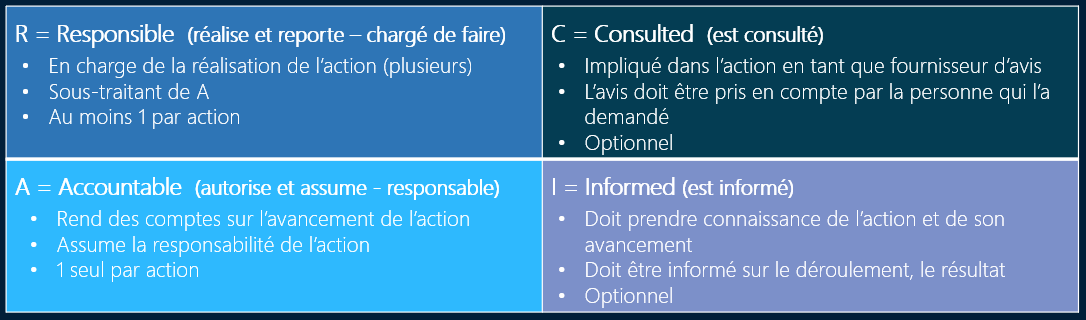 R = Responsible (réalise et reporte – chargé de faire)
• En charge de la réalisation de l'action (plusieurs)
• Sous-traitant de A
• Au moins 1 par action
C = Consulted (est consulté)
• Impliqué dans l'action en tant que fournisseur d'avis
• L'avis doit être pris en compte par la personne qui l'a
demandé
• Optionnel
A = Accountable (autorise et assume - responsable)
• Rend des comptes sur l'avancement de l'action
• Assume la responsabilité de l'action
• 1 seul par action
I = Informed (est informé)
• Doit prendre connaissance de l'action et de son
avancement
• Doit être informé sur le déroulement, le résultat
• Optionnel